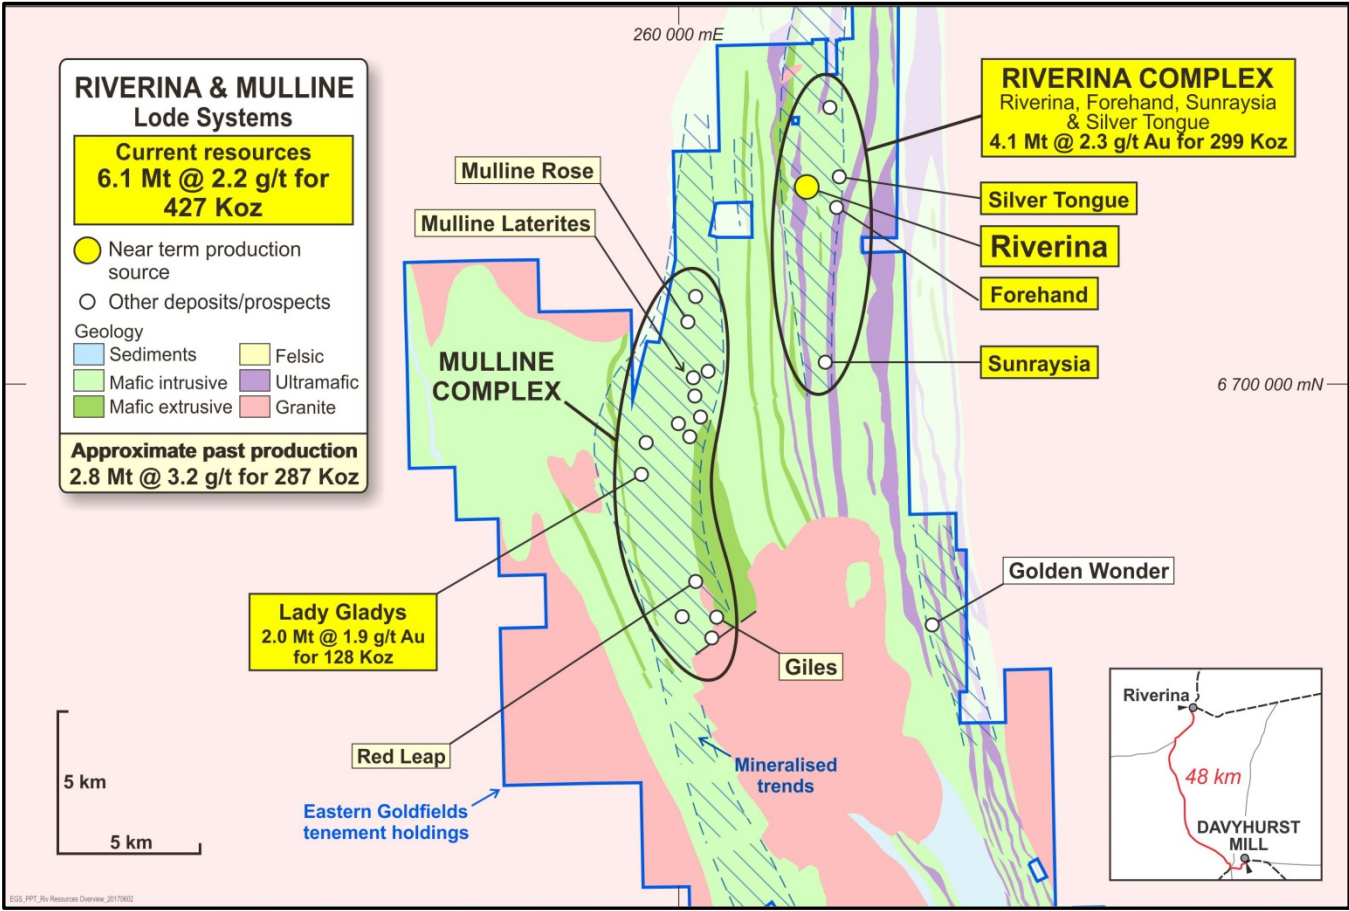 260 000 mE
RIVERINA & MULLINE
Lode Systems
Current resources
6.1 Mt @ 2.2 g/t for
427 Koz
Near term production
source
Other deposits/prospects
Geology
Sediments
Felsic
Mafic intrusive
Ultramafic
Mafic extrusive
Granite
Approximate past production
2.8 Mt @ 3.2 g/t for 287 Koz
RIVERINA COMPLEX
Riverina, Forehand, Sunraysia
& Silver Tongue
4.1 Mt @ 2.3 g/t Au for 299 Koz
Mulline Rose
Mulline Laterites
Silver Tongue
Riverina
Forehand
Sunraysia
6 700 000 mN
MULLINE
COMPLEX
Golden Wonder
Lady Gladys
2.0 Mt @ 1.9 g/t Au
for 128 Koz
Giles
Red Leap
Mineralised
trends
Eastern Goldfields
tenement holdings
5 km
5 km
Riverina
48 km
DAVYHURST
MILL
EGS_PPT_Riv Resources Overview_20170602